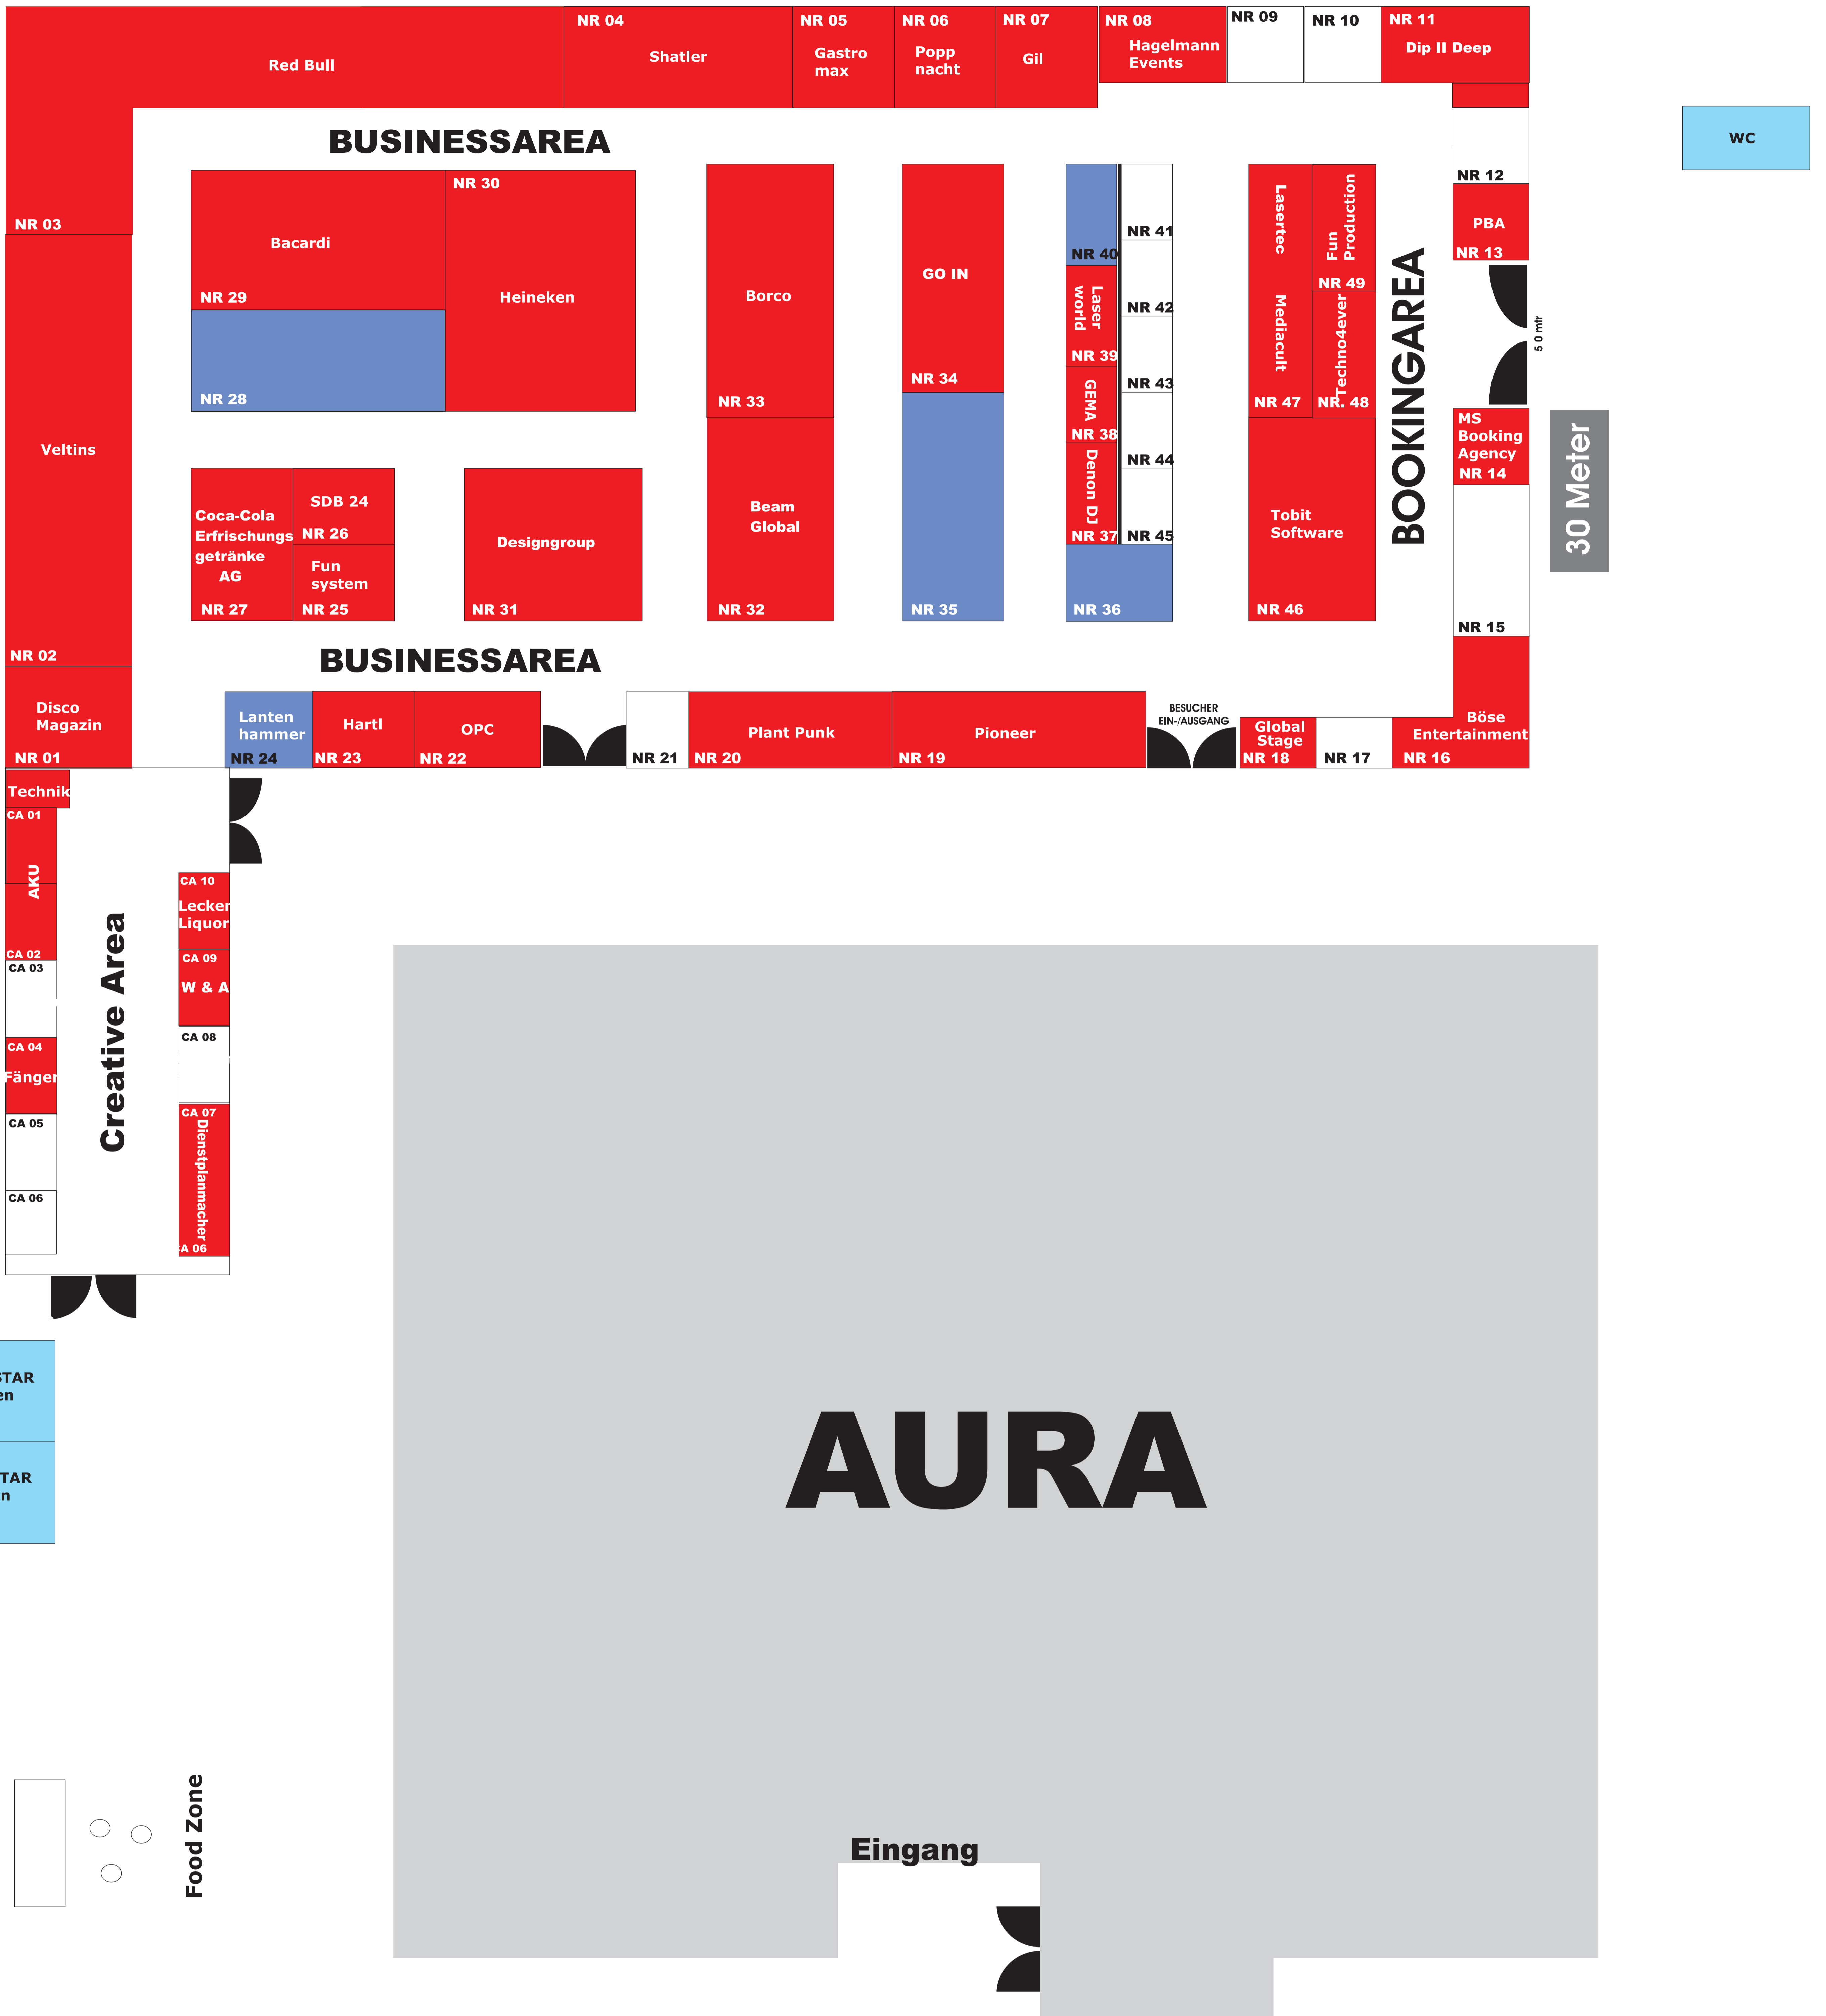 NR 04
NR 05
NR 06
NR 07
NR 08
NR 09
NR 10
NR 11
Red Bull
Shatler
Gastro
max
Popp
nacht
Gil
Hagelmann
Events
Dip II Deep
BUSINESSAREA
WC
NR 03
NR 12
PBA
NR 13
NR 30
Bacardi
NR 29
Heineken
NR 28
Borco
NR 33
GO IN
NR 34
NR 40
NR 41
Laser
world
NR 39
NR 42
GEMA
NR 38
NR 43
Denon DJ
NR 37
NR 44
NR 45
Lasertec
Mediacult
NR 47
Fun
Production
NR 49
Techno4ever
NR. 48
BOOKINGAREA
5 0 mtr
MS
Booking
Agency
NR 14
30 Meter
Veltins
NR 02
Coca-Cola
Erfrischungs
getränke
AG
NR 27
SDB 24
NR 26
Fun
system
NR 25
Designgroup
NR 31
Beam
Global
NR 32
NR 35
NR 36
Tobit
Software
NR 46
NR 15
BUSINESSAREA
Disco
Magazin
NR 01
Lanten
hammer
NR 24
Hartl
NR 23
OPC
NR 22
NR 21
Plant Punk
NR 20
Pioneer
NR 19
BESUCHER
EIN-/AUSGANG
Global
Stage
NR 18
NR 17
Böse
Entertainment
NR 16
Technik
CA 01
AKU
CA 02
CA 03
CA 04
Fänger
CA 05
CA 06
Creative Area
CA 10
Lecker
Liquor
CA 09
W & A
CA 08
CA 07
Dienstplanmacher
CA 06
STAR
en
TAR
n
AURA
Food Zone
Eingang